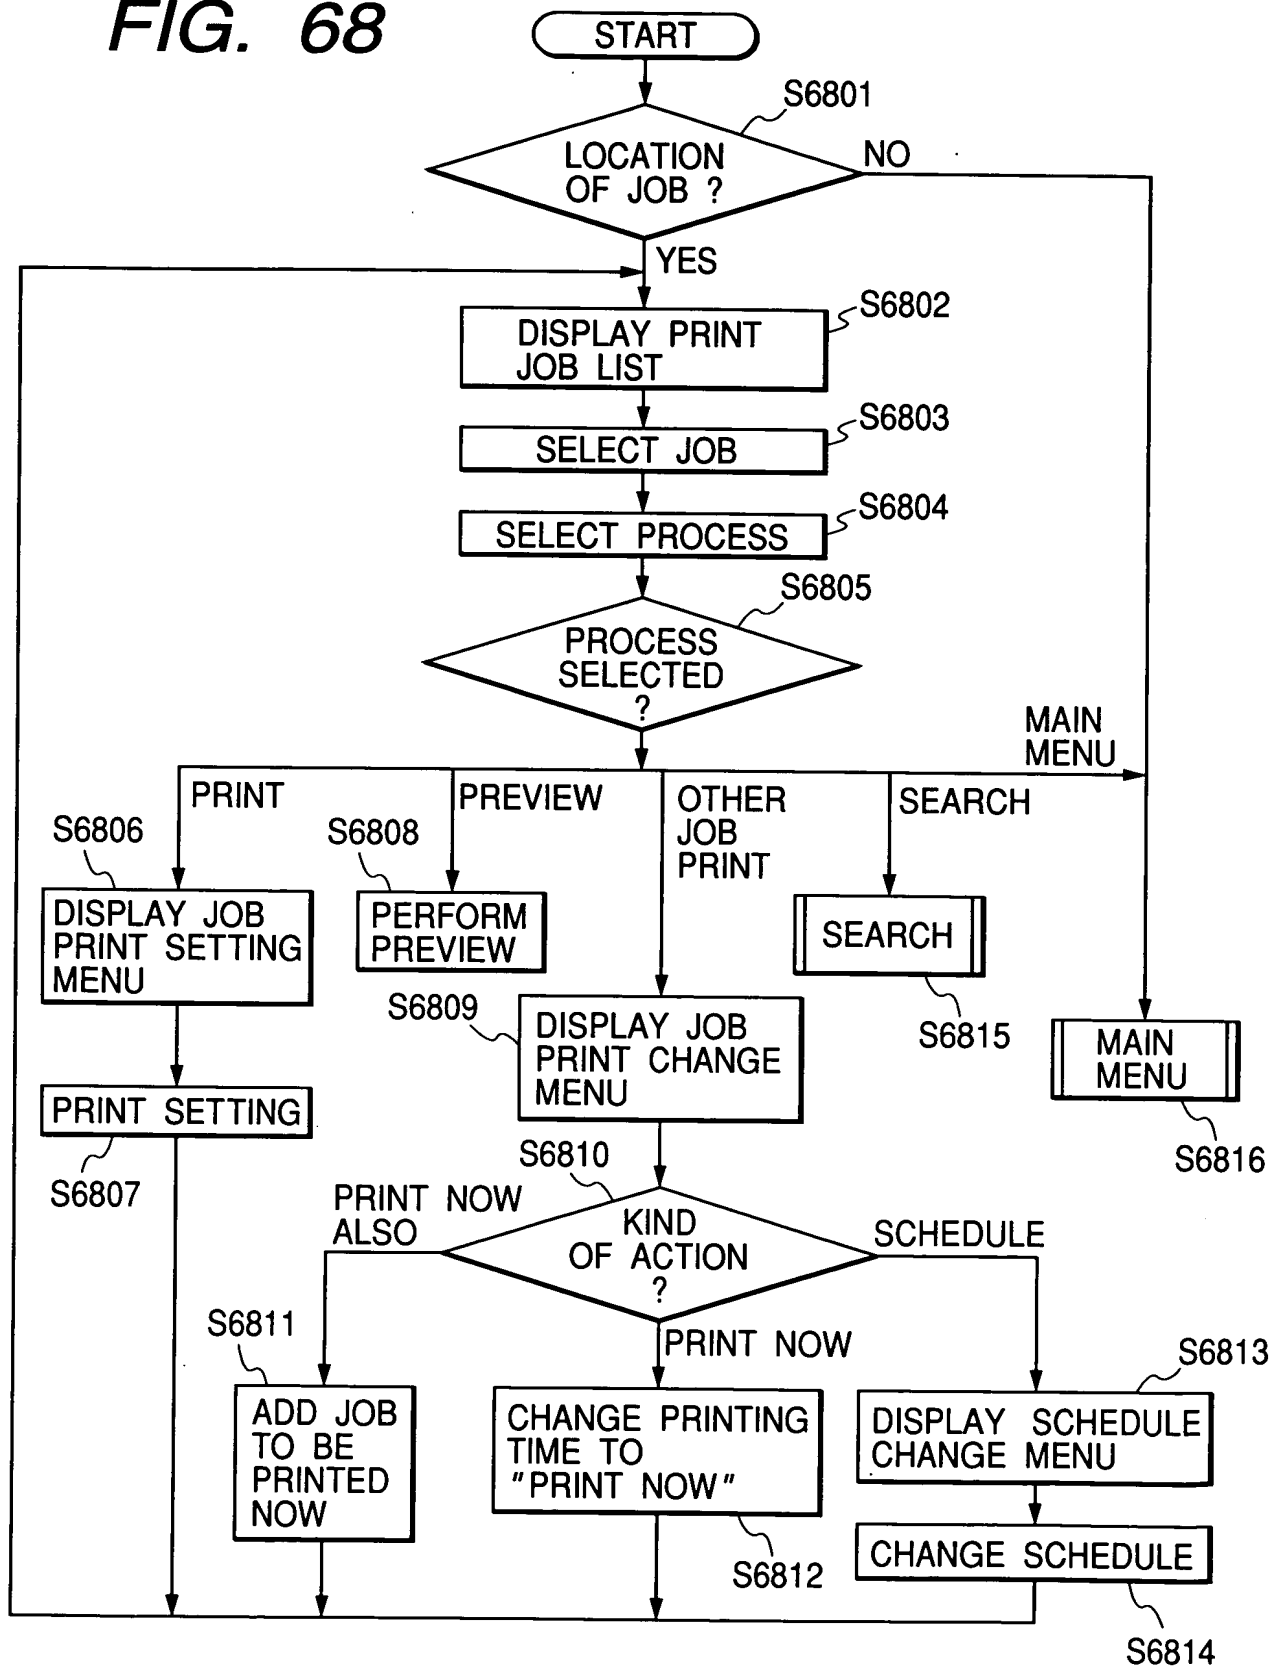 FIG. 68
START
S6801
LOCATION
OF JOB ?
NO
YES
S6802
DISPLAY PRINT
JOB LIST
S6803
SELECT JOB
S6804
SELECT PROCESS
S6805
PROCESS
SELECTED
?
MAIN
MENU
PRINT
PREVIEW
OTHER
JOB
PRINT
SEARCH
S6806
DISPLAY JOB
PRINT SETTING
MENU
S6808
PERFORM
PREVIEW
SEARCH
S6815
S6809
DISPLAY JOB
PRINT CHANGE
MENU
MAIN
MENU
S6816
PRINT SETTING
S6807
S6810
KIND
OF ACTION
?
PRINT NOW
ALSO
SCHEDULE
PRINT NOW
S6811
ADD JOB
TO BE
PRINTED
NOW
CHANGE PRINTING
TIME TO
"PRINT NOW"
S6812
S6813
DISPLAY SCHEDULE
CHANGE MENU
CHANGE SCHEDULE
S6814